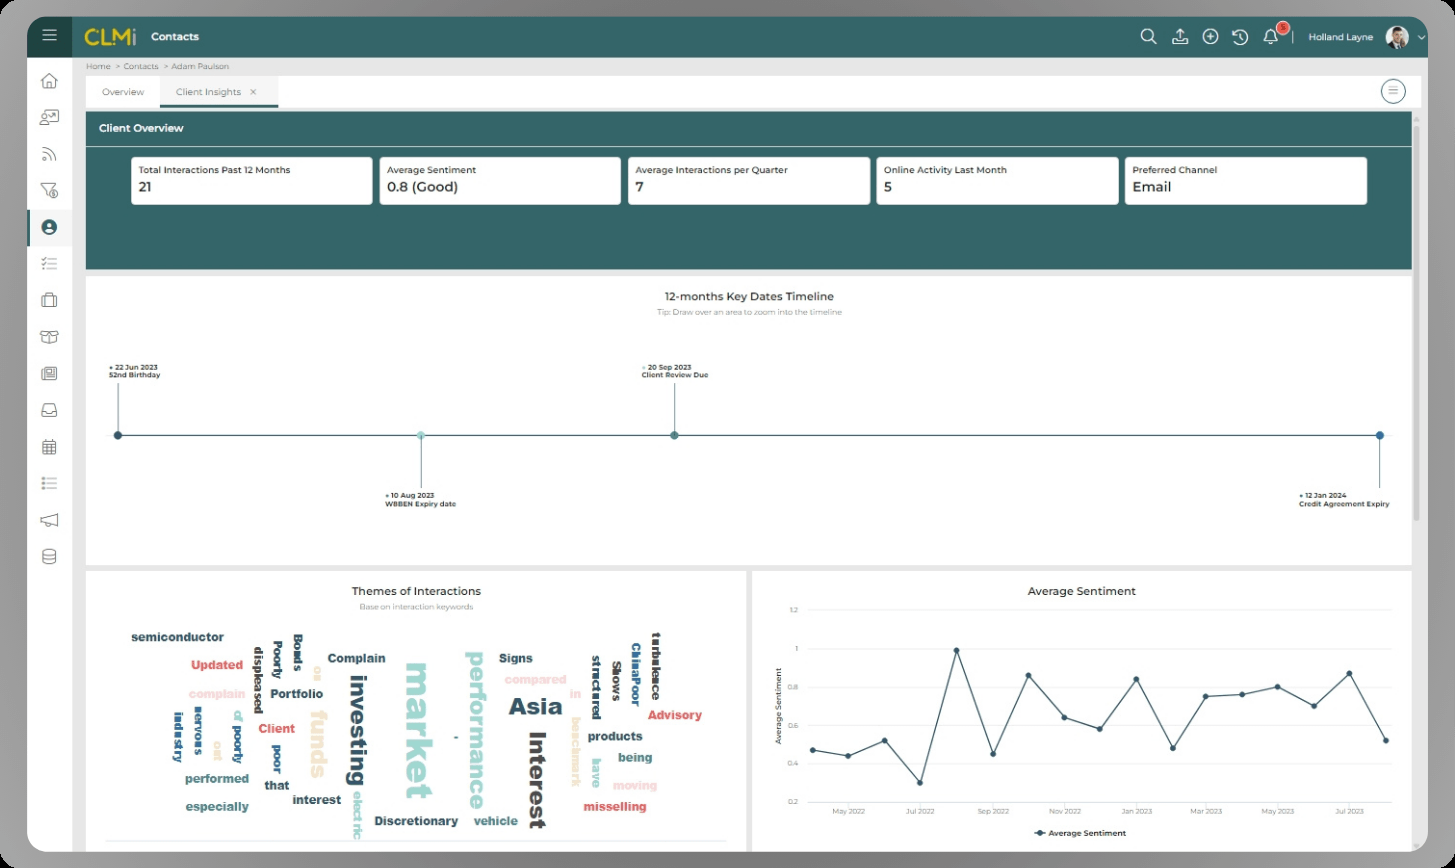 CLMi
Contacts
5
Holland Layne
Home > Contacts > Adam Paulson
Overview
Client Insights ×
Client Overview
Total Interactions Past 12 Months
21
Average Sentiment
0.8 (Good)
Average Interactions per Quarter
7
Online Activity Last Month
5
Preferred Channel
Email
12-months Key Dates Timeline
Tip: Draw over an area to zoom into the timeline
22 Jun 2023
52nd Birthday
20 Sep 2023
Client Review Due
10 Aug 2023
W8BEN Expiry date
12 Jan 2024
Credit Agreement Expiry
Themes of Interactions
Base on interaction keywords
semiconductor
Updated
displeased
Poorly
Bonds
on
Complain
complain
Portfolio
industry
nervous
out
of
poorly
Client
poor
funds
investing
market
performance
Signs
compared
in
Asia
structured
Shows
ChinaPoor
turbulence
Advisory
products
benchmark
have
being
moving
misselling
Interest
performed
that
especially
interest
electric
Discretionary
vehicle
-
Average Sentiment
Average Sentiment
1.2
1
0.8
0.6
0.4
0.2
May 2022
Jul 2022
Sep 2022
Nov 2022
Jan 2023
Mar 2023
May 2023
Jul 2023
Average Sentiment